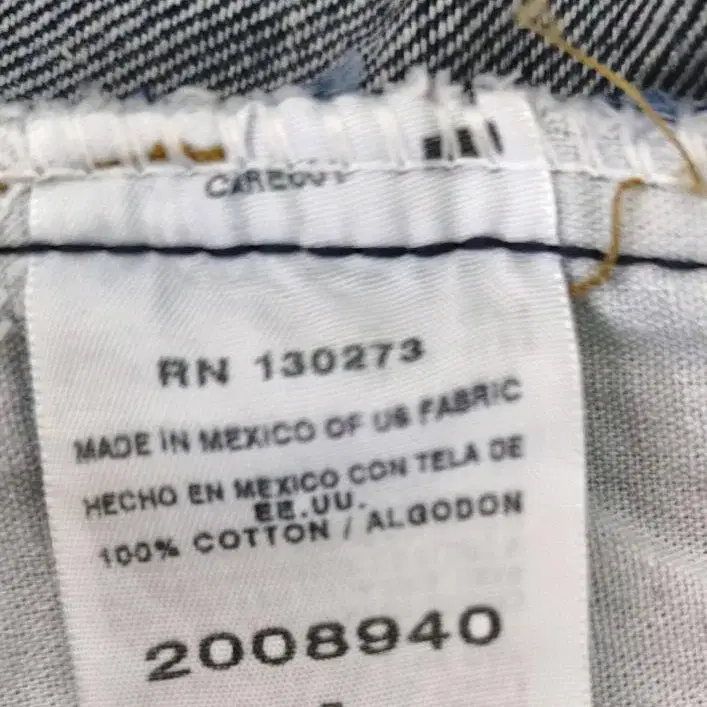 RN 130273
MADE IN MEXICO OF US FABRIC
HECHO EN MEXICO CON TELA DE
EE.UU.
100% COTTON / ALGODON
2008940